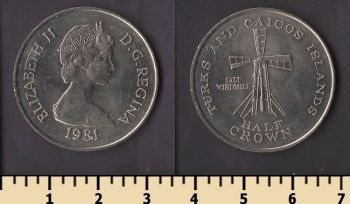 ELIZABETH II D·G·REGINA
1981
TURKS AND CAICOS ISLANDS
SALT
WINDMILL
HALF
CROWN
1 2 3 4 5 6 7